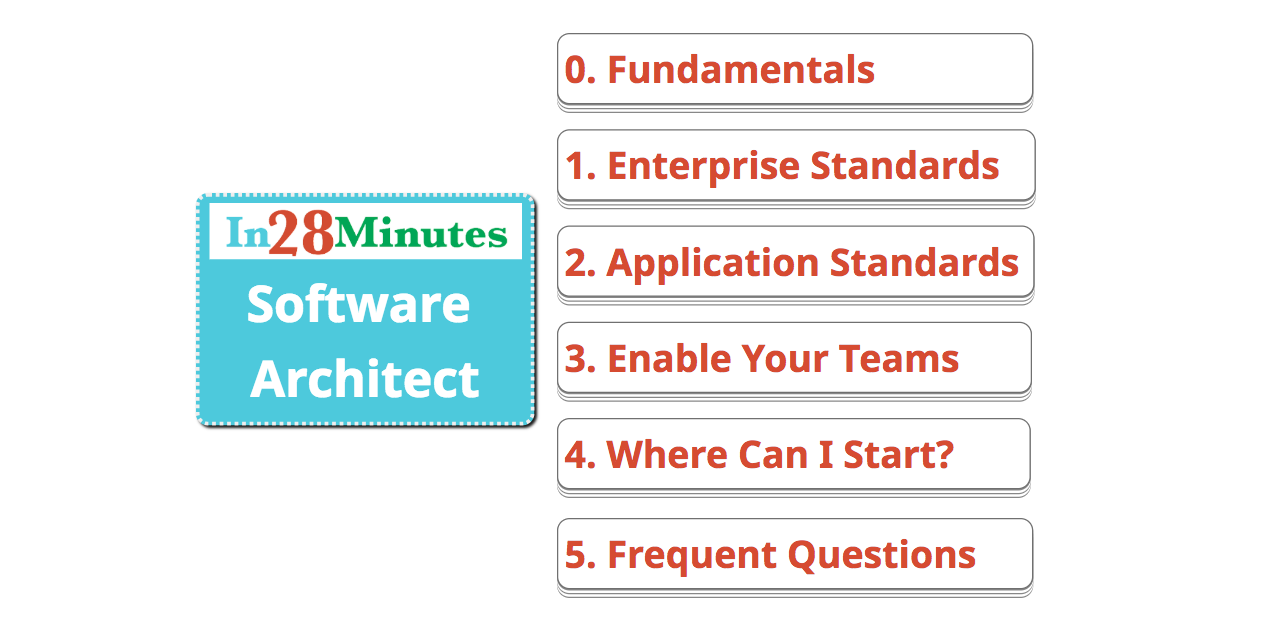 In28Minutes
Software
Architect
0. Fundamentals
1. Enterprise Standards
2. Application Standards
3. Enable Your Teams
4. Where Can I Start?
5. Frequent Questions